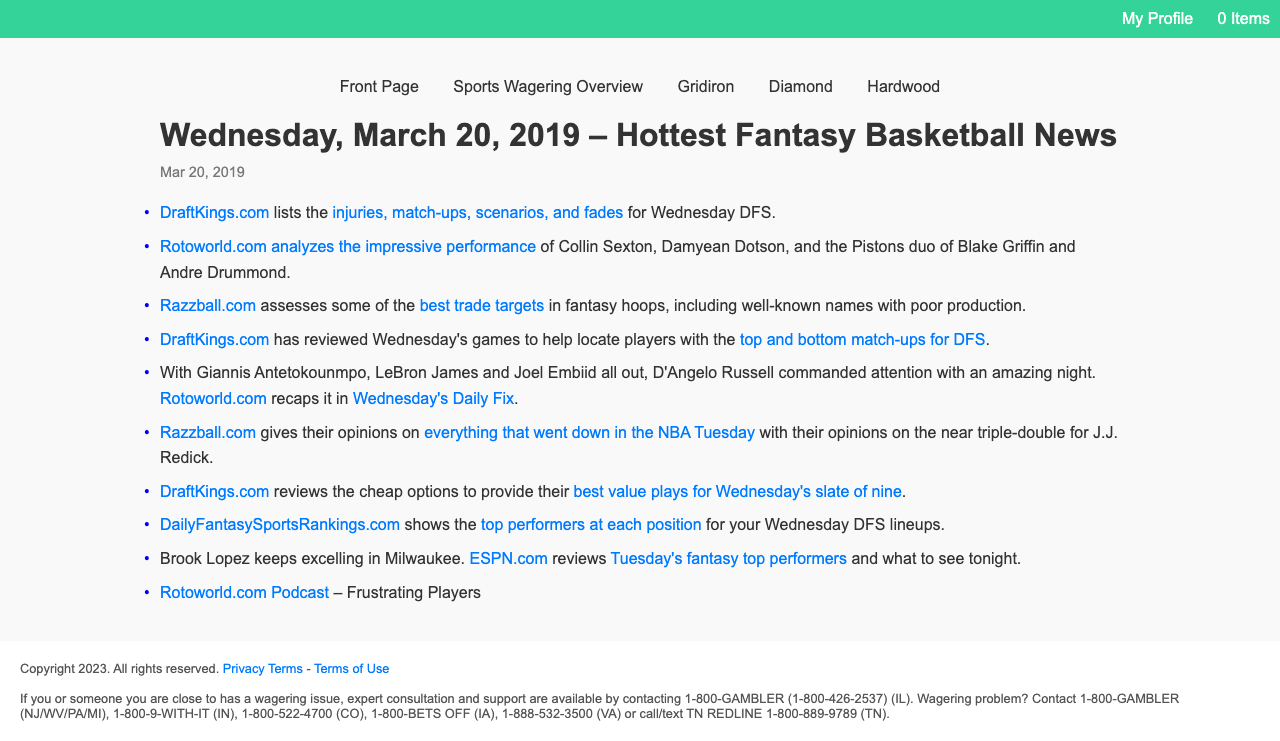 My Profile 0 Items
Front Page Sports Wagering Overview Gridiron Diamond Hardwood
Wednesday, March 20, 2019 – Hottest Fantasy Basketball News
Mar 20, 2019
• DraftKings.com lists the injuries, match-ups, scenarios, and fades for Wednesday DFS.
• Rotoworld.com analyzes the impressive performance of Collin Sexton, Damyean Dotson, and the Pistons duo of Blake Griffin and
Andre Drummond.
• Razzball.com assesses some of the best trade targets in fantasy hoops, including well-known names with poor production.
• DraftKings.com has reviewed Wednesday's games to help locate players with the top and bottom match-ups for DFS.
• With Giannis Antetokounmpo, LeBron James and Joel Embiid all out, D'Angelo Russell commanded attention with an amazing night.
Rotoworld.com recaps it in Wednesday's Daily Fix.
• Razzball.com gives their opinions on everything that went down in the NBA Tuesday with their opinions on the near triple-double for J.J.
Redick.
• DraftKings.com reviews the cheap options to provide their best value plays for Wednesday's slate of nine.
• DailyFantasySportsRankings.com shows the top performers at each position for your Wednesday DFS lineups.
• Brook Lopez keeps excelling in Milwaukee. ESPN.com reviews Tuesday's fantasy top performers and what to see tonight.
• Rotoworld.com Podcast – Frustrating Players
Copyright 2023. All rights reserved. Privacy Terms - Terms of Use
If you or someone you are close to has a wagering issue, expert consultation and support are available by contacting 1-800-GAMBLER (1-800-426-2537) (IL). Wagering problem? Contact 1-800-GAMBLER
(NJ/WV/PA/MI), 1-800-9-WITH-IT (IN), 1-800-522-4700 (CO), 1-800-BETS OFF (IA), 1-888-532-3500 (VA) or call/text TN REDLINE 1-800-889-9789 (TN).